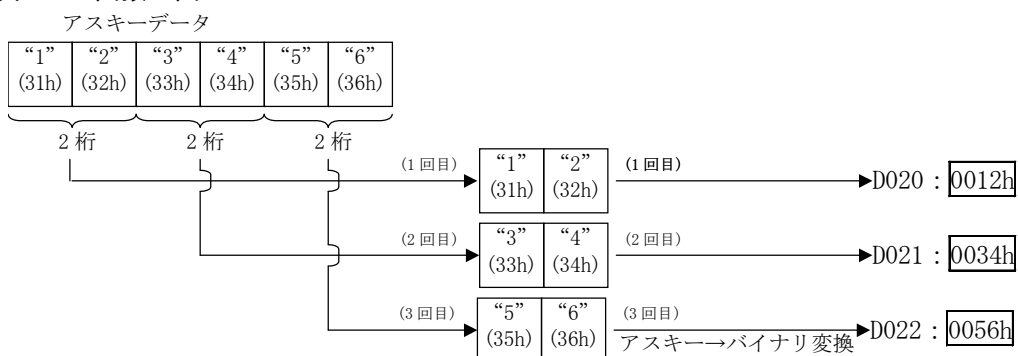 アスキーデータ
“1” “2” “3” “4” “5” “6”
(31h) (32h) (33h) (34h) (35h) (36h)
2 桁 2 桁 2 桁
(1 回目) “1” “2” (1 回目)
(31h) (32h) D020：0012h
(2 回目) “3” “4” (2 回目)
(33h) (34h) D021：0034h
(3 回目) “5” “6” (3 回目)
(35h) (36h) アスキー→バイナリ変換 D022：0056h